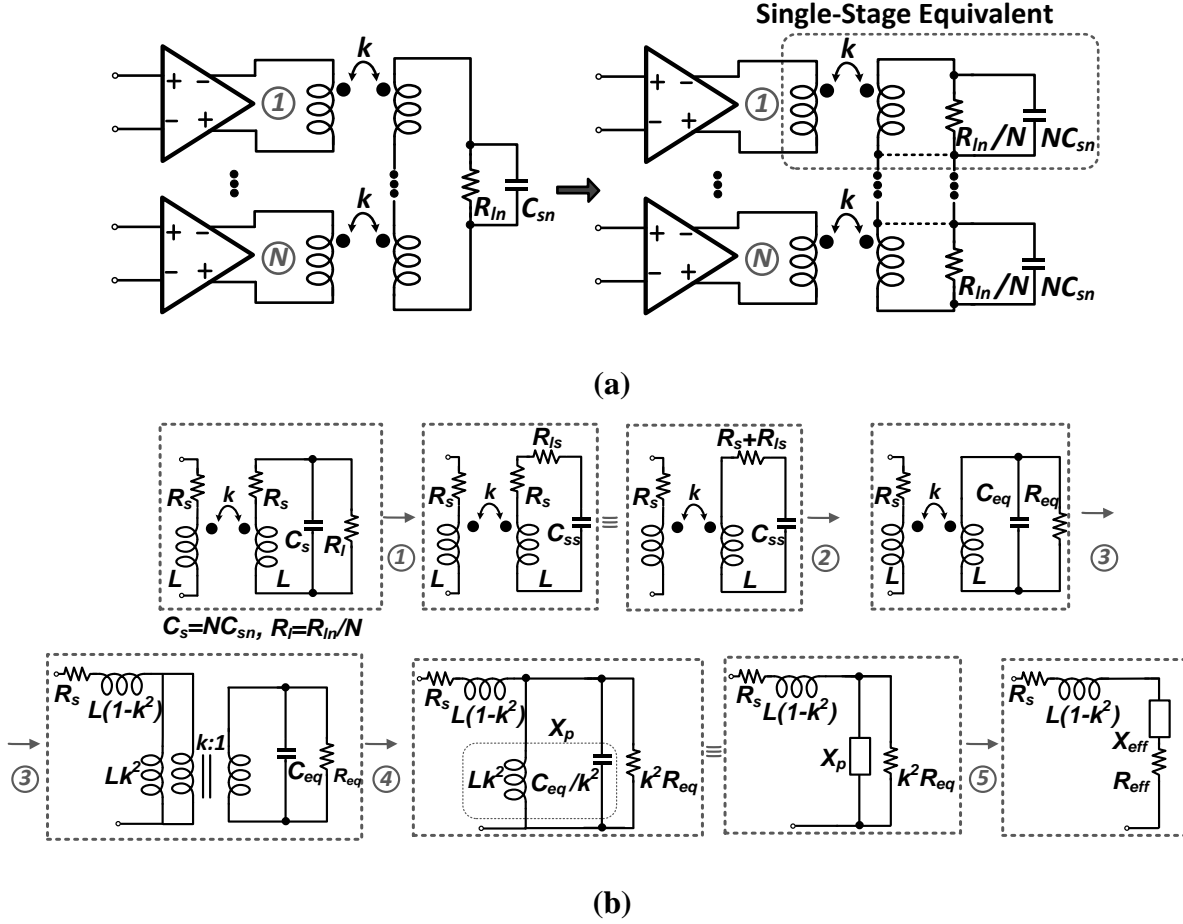 Single-Stage Equivalent
k
k
+ − 1
− +
R_ln/N
NC_sn
R_ln
C_sn
k
k
+ − N
− +
R_ln/N
NC_sn
(a)
R_s
k
R_s
C_s
R_l
L
L
C_s=NC_sn, R_l=R_ln/N
1
R_ls
R_s
k
R_s
C_ss
L
L
≡
R_s+R_ls
R_s
k
C_ss
L
L
2
R_s
k
C_eq
R_eq
L
L
3
3
R_s
L(1-k²)
k:1
Lk²
C_eq
R_eq
4
R_s
L(1-k²)
X_p
Lk²
C_eq/k²
k²R_eq
≡
R_s
L(1-k²)
X_p
k²R_eq
5
R_s
L(1-k²)
X_eff
R_eff
(b)